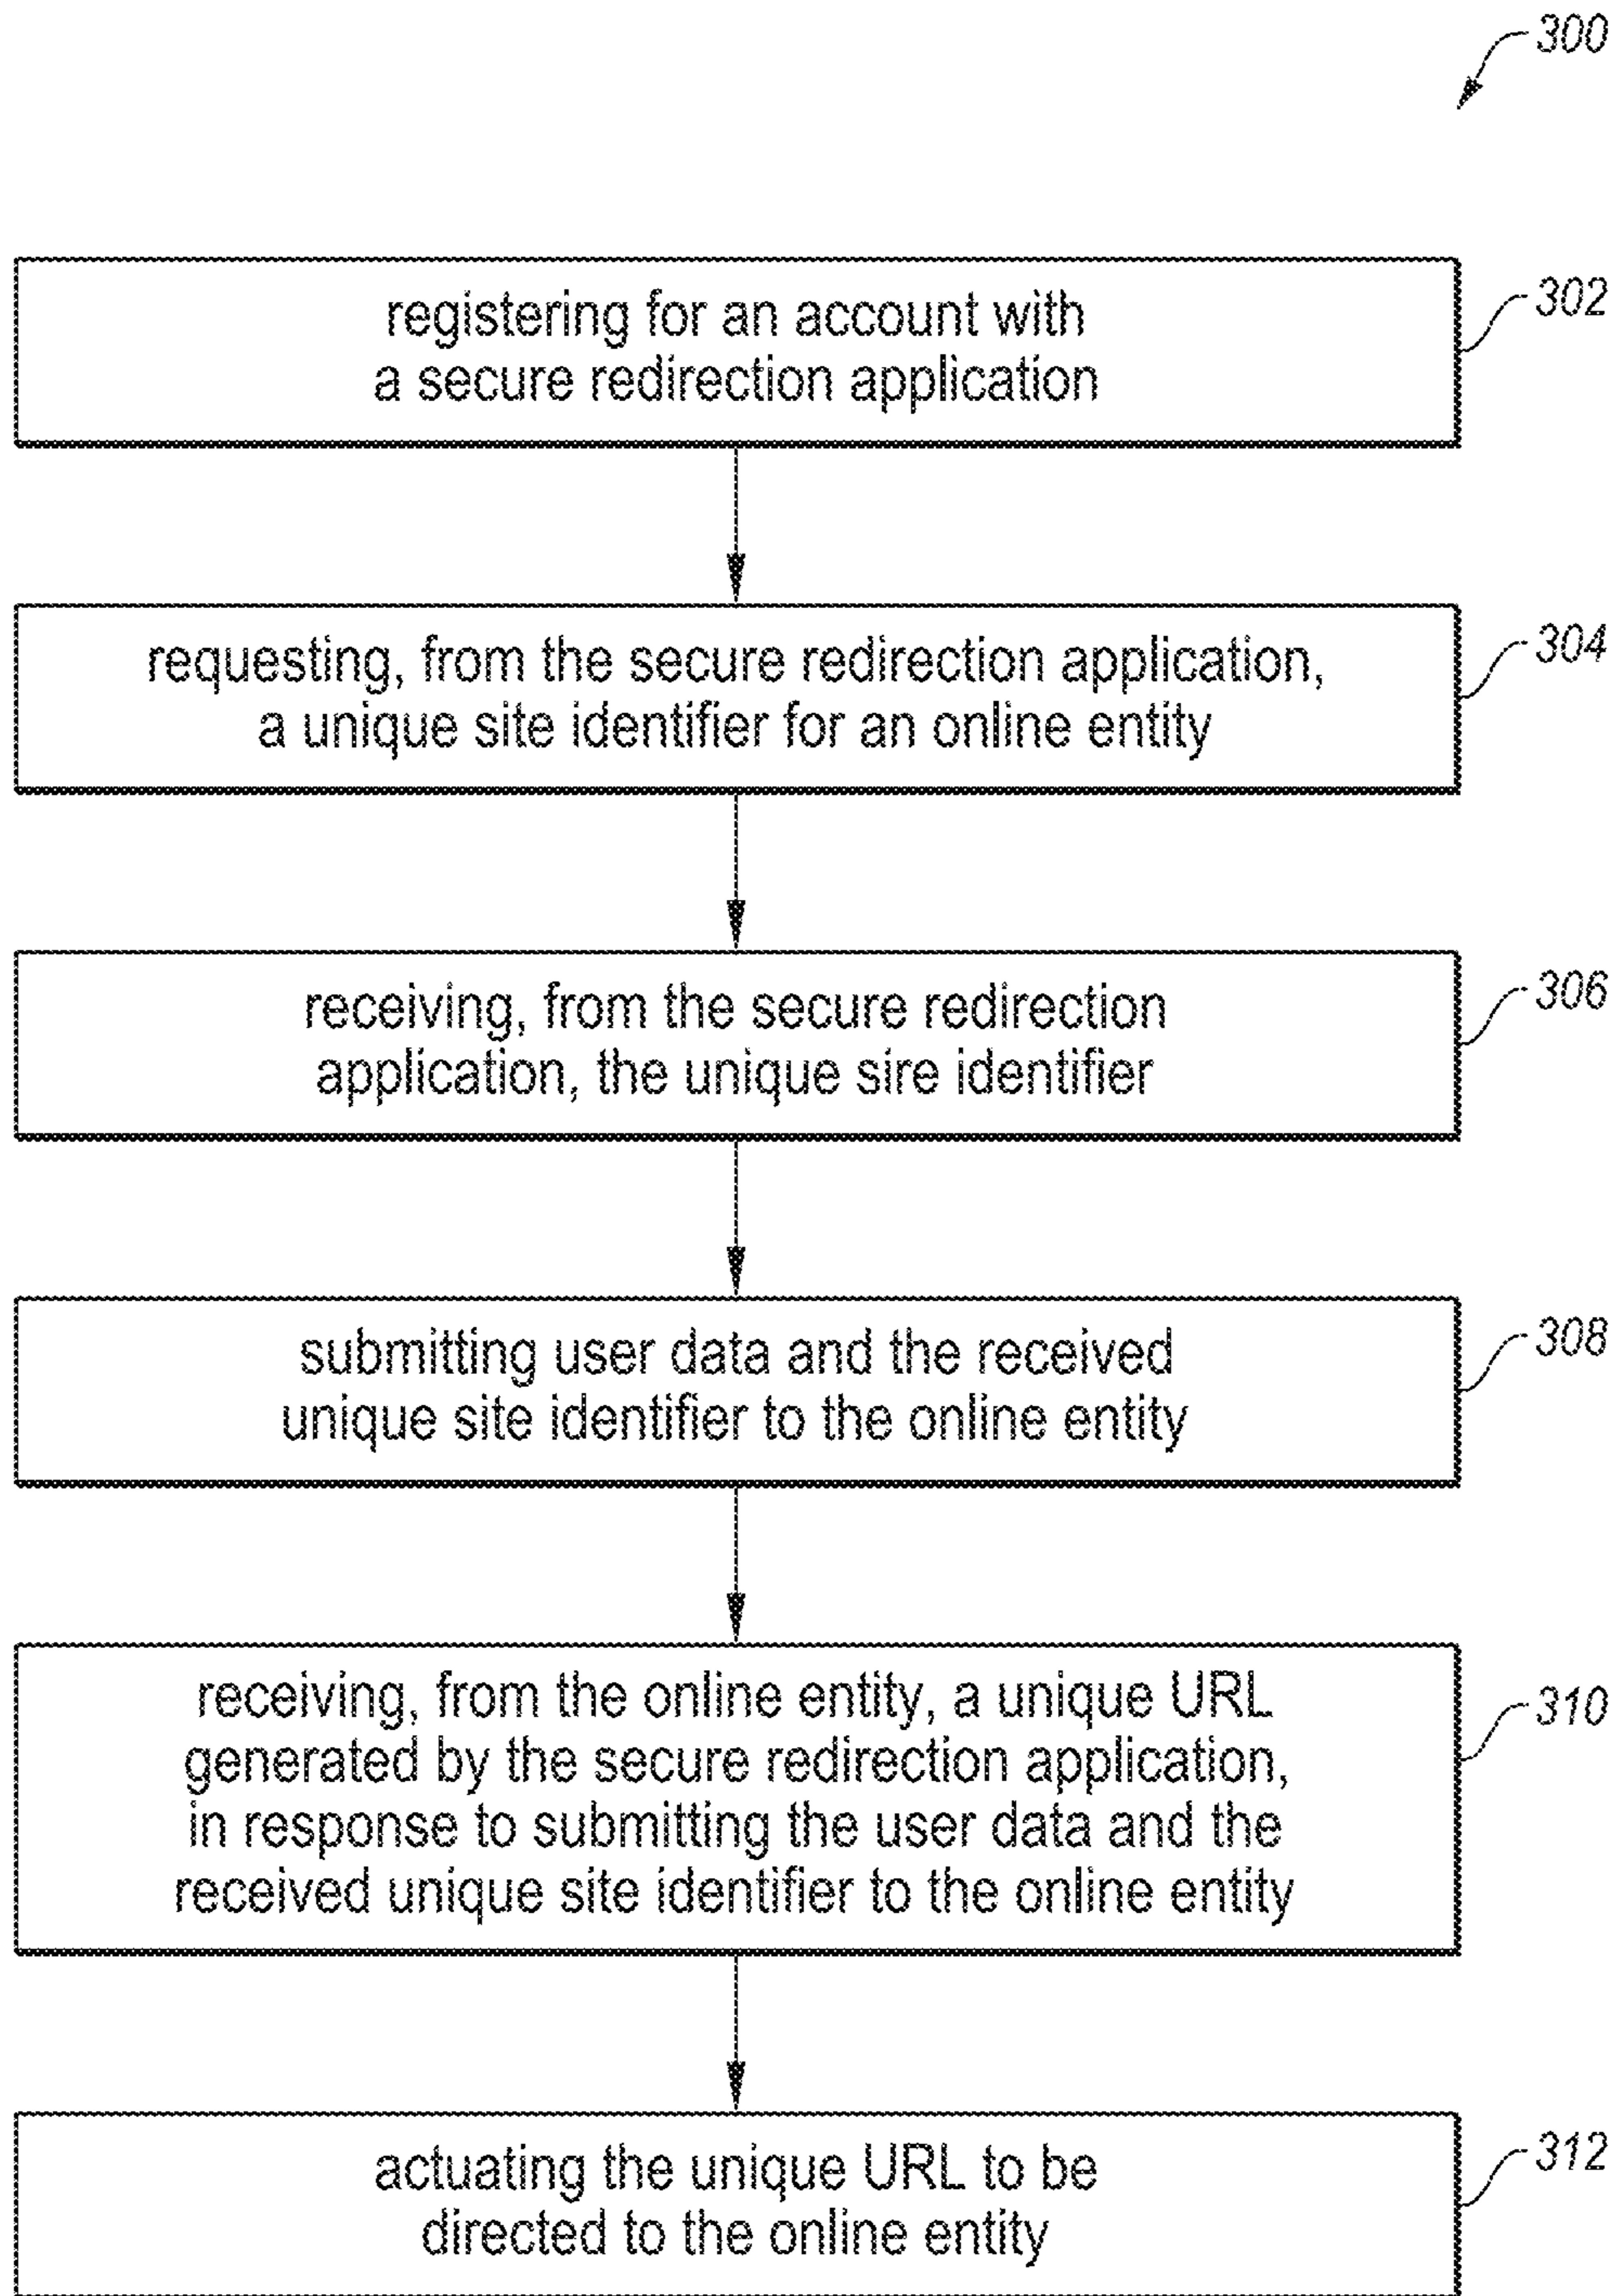 300
registering for an account with
a secure redirection application
302
requesting, from the secure redirection application,
a unique site identifier for an online entity
304
receiving, from the secure redirection
application, the unique sire identifier
306
submitting user data and the received
unique site identifier to the online entity
308
receiving, from the online entity, a unique URL
generated by the secure redirection application,
in response to submitting the user data and the
received unique site identifier to the online entity
310
actuating the unique URL to be
directed to the online entity
312